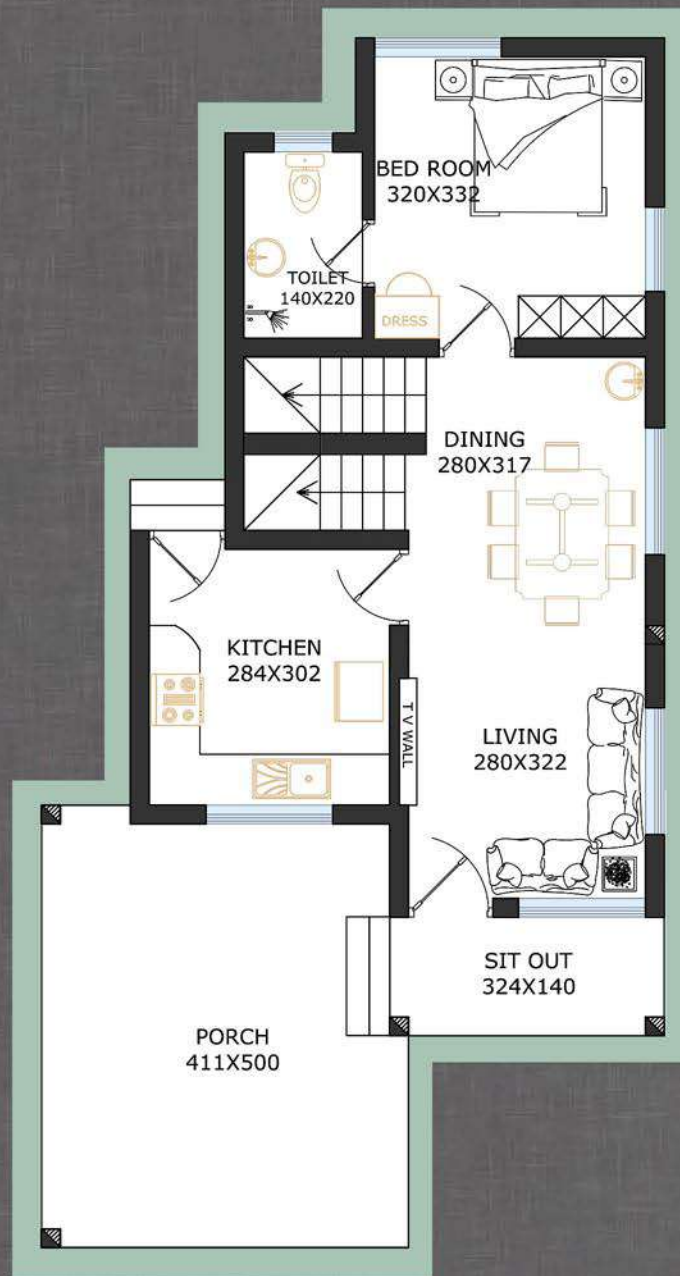 BED ROOM
320X332
TOILET
140X220
DRESS
DINING
280X317
KITCHEN
284X302
T V WALL
LIVING
280X322
SIT OUT
324X140
PORCH
411X500